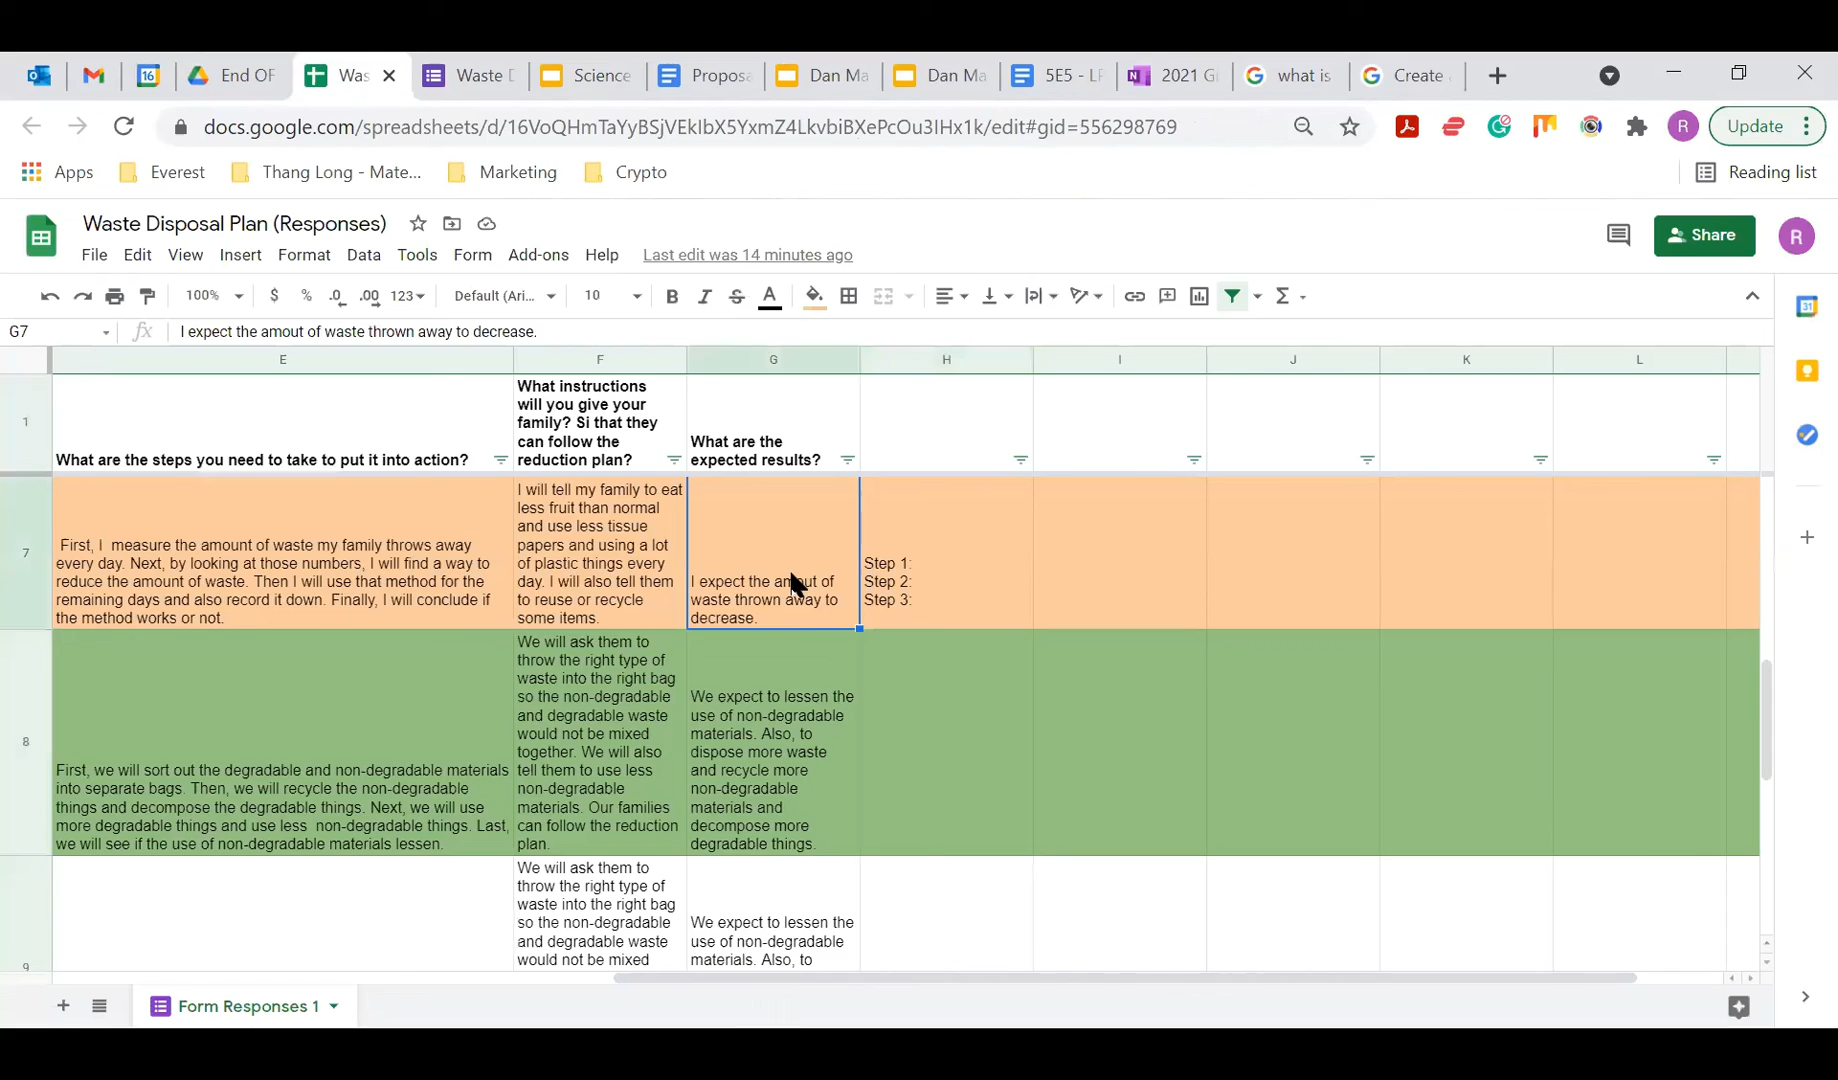 16 End OF Was Waste D Science Proposa Dan Ma Dan Ma 5E5 - LF 2021 G what is Create
docs.google.com/spreadsheets/d/16VoQHmTaYyBSjVEkIbX5YxmZ4LkvbiBXePcOu3IHx1k/edit#gid=556298769 R Update
Apps Everest Thang Long - Mate... Marketing Crypto Reading list
Waste Disposal Plan (Responses)
File Edit View Insert Format Data Tools Form Add-ons Help Last edit was 14 minutes ago
Share R
100% $ % .0 .00 123 Default (Ari... 10 B I S A Σ
31
G7 fx I expect the amout of waste thrown away to decrease.
E F G H I J K L
1
What are the steps you need to take to put it into action?
What instructions
will you give your
family? Si that they
can follow the
reduction plan?
What are the
expected results?
7
First, I measure the amount of waste my family throws away
every day. Next, by looking at those numbers, I will find a way to
reduce the amount of waste. Then I will use that method for the
remaining days and also record it down. Finally, I will conclude if
the method works or not.
I will tell my family to eat
less fruit than normal
and use less tissue
papers and using a lot
of plastic things every
day. I will also tell them
to reuse or recycle
some items.
I expect the amout of
waste thrown away to
decrease.
Step 1:
Step 2:
Step 3:
8
First, we will sort out the degradable and non-degradable materials
into separate bags. Then, we will recycle the non-degradable
things and decompose the degradable things. Next, we will use
more degradable things and use less non-degradable things. Last,
we will see if the use of non-degradable materials lessen.
We will ask them to
throw the right type of
waste into the right bag
so the non-degradable
and degradable waste
would not be mixed
together. We will also
tell them to use less
non-degradable
materials. Our families
can follow the reduction
plan.
We expect to lessen the
use of non-degradable
materials. Also, to
dispose more waste
and recycle more
non-degradable
materials and
decompose more
degradable things.
9
We will ask them to
throw the right type of
waste into the right bag
so the non-degradable
and degradable waste
would not be mixed
We expect to lessen the
use of non-degradable
materials. Also, to
Form Responses 1